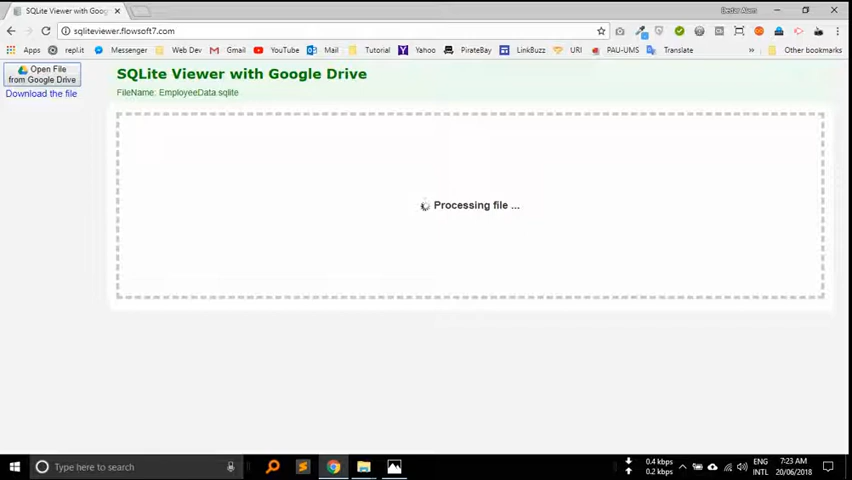 SQLite Viewer with Goog
Destar Alam
sqliteviewer.flowsoft7.com
Apps repl.it Messenger Web Dev Gmail YouTube Mail Tutorial Yahoo PirateBay LinkBuzz URI PAU-UMS Translate Other bookmarks
Open File
from Google Drive
Download the file
SQLite Viewer with Google Drive
FileName: EmployeeData.sqlite
Processing file ...
Type here to search
0.4 kbps
0.2 kbps
ENG
INTL
7:23 AM
20/06/2018